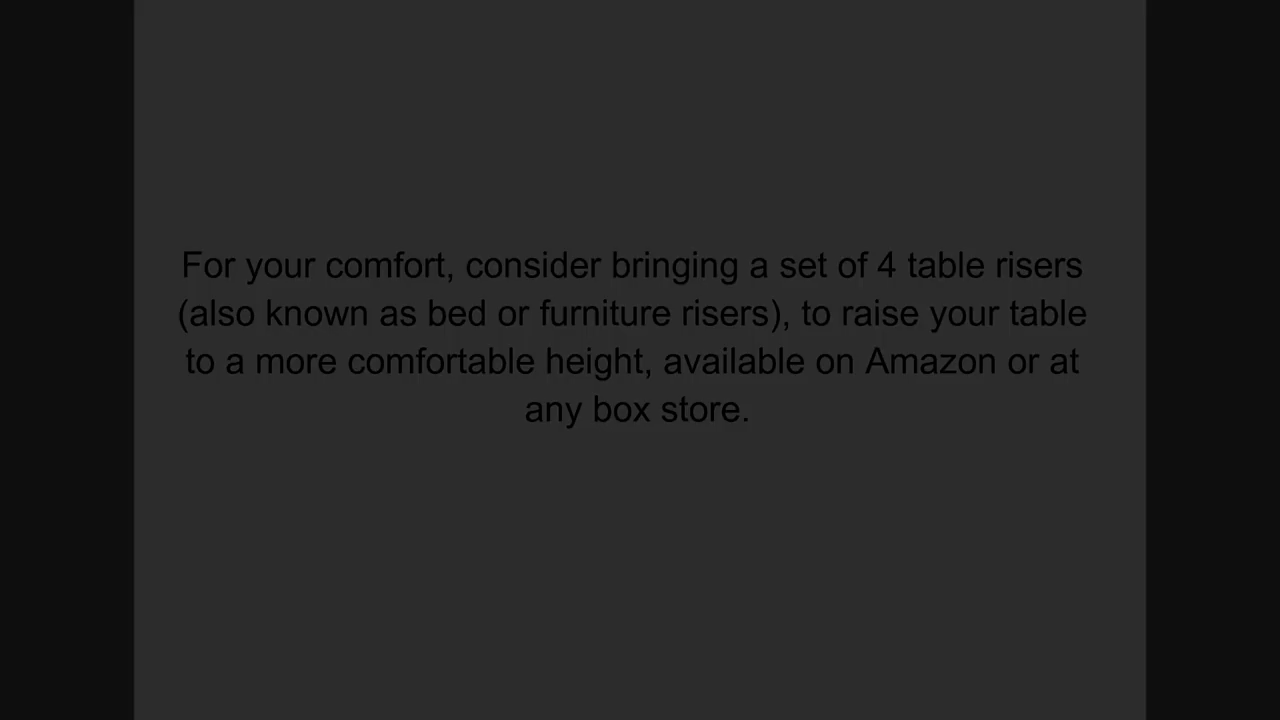 For your comfort, consider bringing a set of 4 table risers
(also known as bed or furniture risers), to raise your table
to a more comfortable height, available on Amazon or at
any box store.